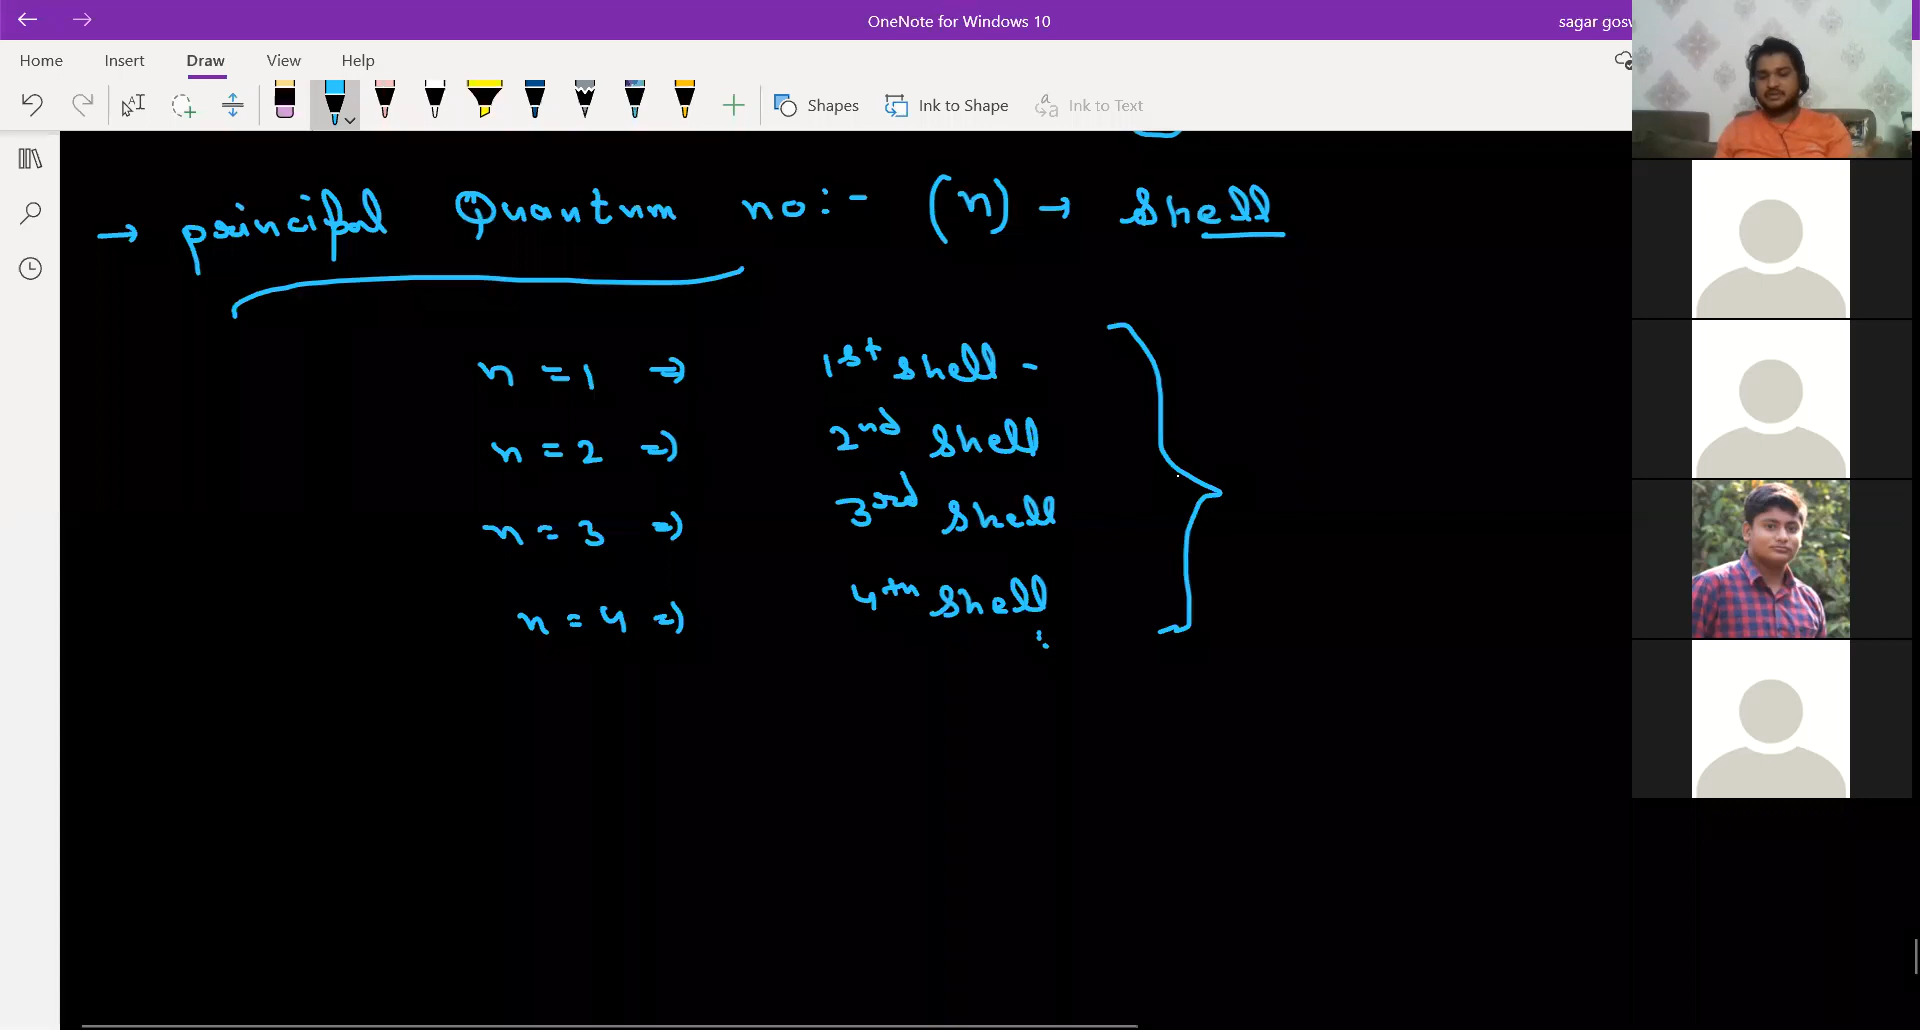 OneNote for Windows 10
sagar gosw
Home Insert Draw View Help
Shapes Ink to Shape Ink to Text
→ principal Quantum no:- (n) → shell
n = 1 ⇒ 1st shell -
n = 2 ⇒ 2nd shell
n = 3 ⇒ 3rd shell
n = 4 ⇒ 4th shell
: